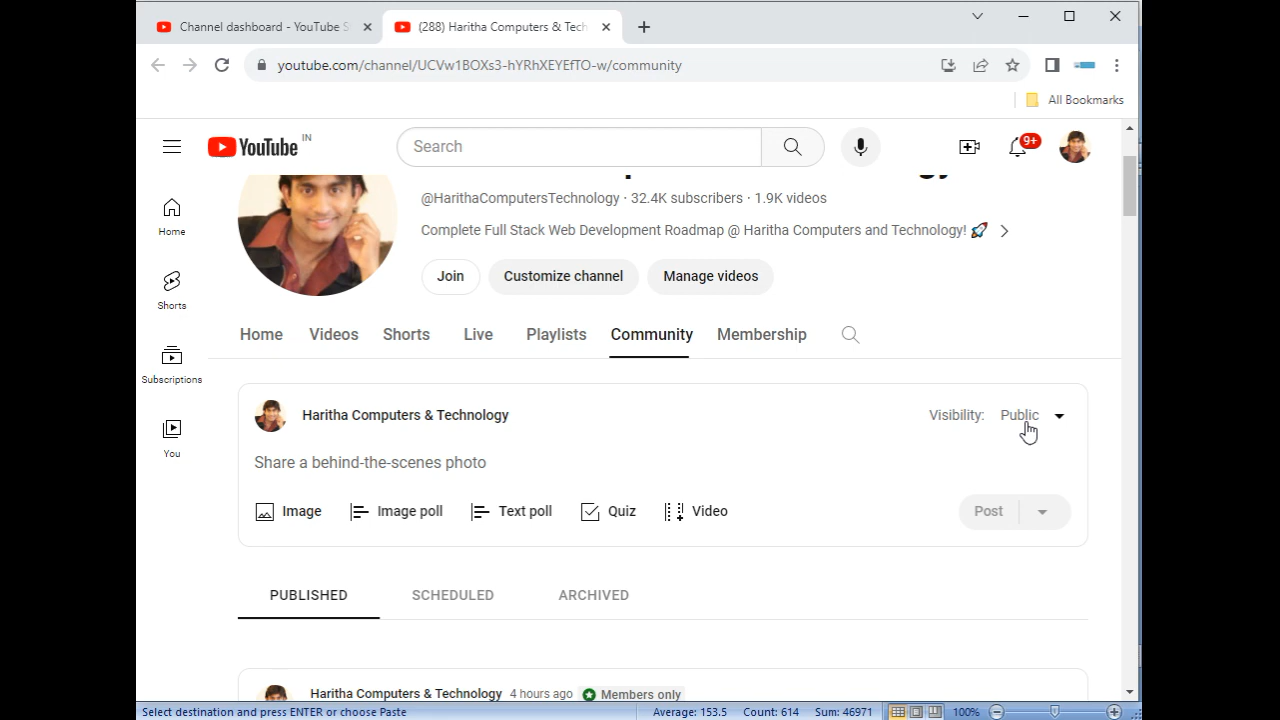 Channel dashboard - YouTube S
(288) Haritha Computers & Tech
youtube.com/channel/UCVw1BOXs3-hYRhXEYEfTO-w/community
All Bookmarks
YouTube IN
Search
9+
@HarithaComputersTechnology · 32.4K subscribers · 1.9K videos
Home
Complete Full Stack Web Development Roadmap @ Haritha Computers and Technology! 🚀
Join Customize channel Manage videos
Shorts
Home Videos Shorts Live Playlists Community Membership
Subscriptions
Haritha Computers & Technology Visibility: Public
You
Share a behind-the-scenes photo
Image Image poll Text poll Quiz Video Post
PUBLISHED SCHEDULED ARCHIVED
Haritha Computers & Technology 4 hours ago Members only
Select destination and press ENTER or choose Paste Average: 153.5 Count: 614 Sum: 46971 100%